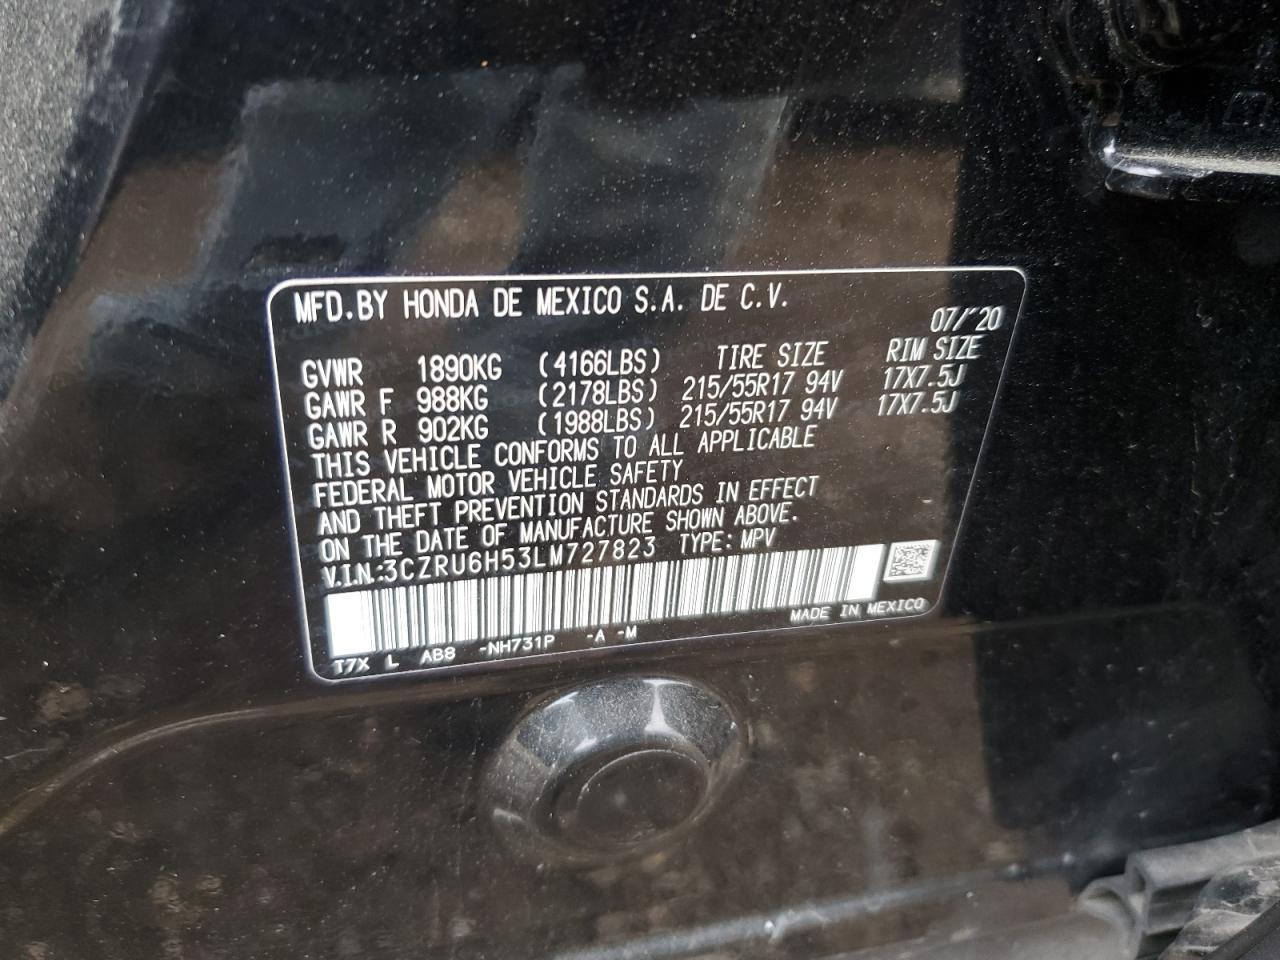 MFD.BY HONDA DE MEXICO S.A. DE C.V.
07/'20
GVWR 1890KG (4166LBS) TIRE SIZE RIM SIZE
GAWR F 988KG (2178LBS) 215/55R17 94V 17X7.5J
GAWR R 902KG (1988LBS) 215/55R17 94V 17X7.5J
THIS VEHICLE CONFORMS TO ALL APPLICABLE
FEDERAL MOTOR VEHICLE SAFETY
AND THEFT PREVENTION STANDARDS IN EFFECT
ON THE DATE OF MANUFACTURE SHOWN ABOVE.
V.I.N.:3CZRU6H53LM727823 TYPE: MPV
MADE IN MEXICO
T7X L AB8 -NH731P -A -M